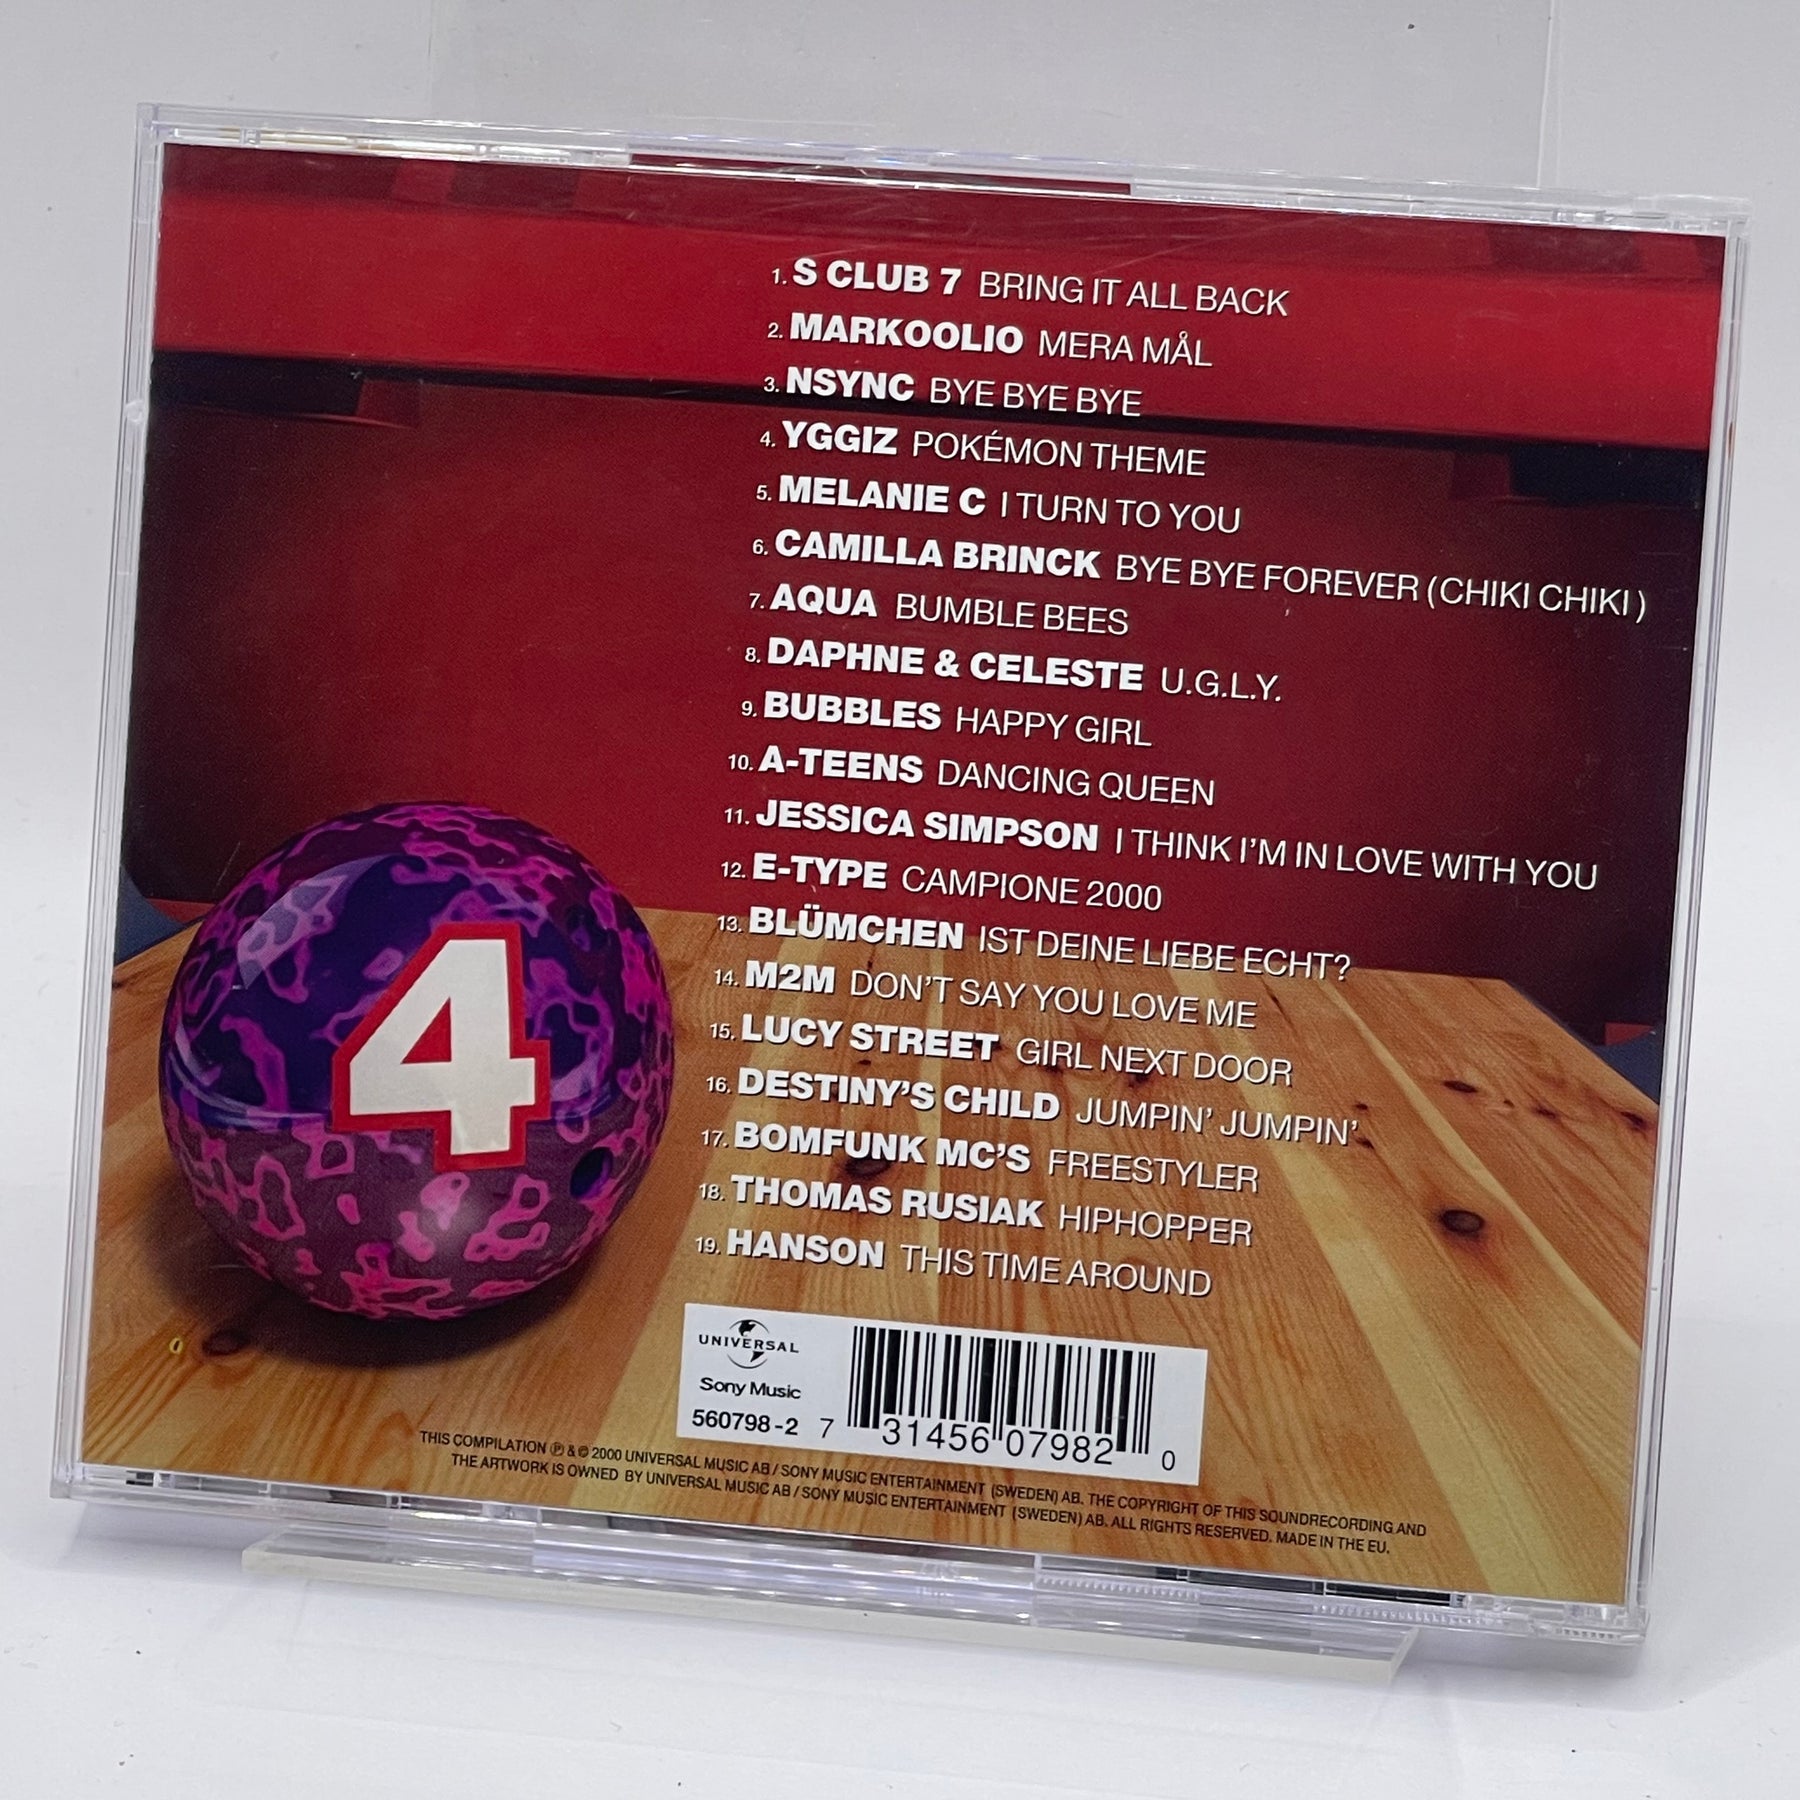 1. S CLUB 7 BRING IT ALL BACK
2. MARKOOLIO MERA MÅL
3. NSYNC BYE BYE BYE
4. YGGIZ POKÉMON THEME
5. MELANIE C I TURN TO YOU
6. CAMILLA BRINCK BYE BYE FOREVER (CHIKI CHIKI)
7. AQUA BUMBLE BEES
8. DAPHNE & CELESTE U.G.L.Y.
9. BUBBLES HAPPY GIRL
10. A-TEENS DANCING QUEEN
11. JESSICA SIMPSON I THINK I'M IN LOVE WITH YOU
12. E-TYPE CAMPIONE 2000
13. BLÜMCHEN IST DEINE LIEBE ECHT?
14. M2M DON'T SAY YOU LOVE ME
15. LUCY STREET GIRL NEXT DOOR
16. DESTINY'S CHILD JUMPIN' JUMPIN'
17. BOMFUNK MC'S FREESTYLER
18. THOMAS RUSIAK HIPHOPPER
19. HANSON THIS TIME AROUND
4
UNIVERSAL
Sony Music
560798-2 7 31456 07982 0
THIS COMPILATION ℗ & © 2000 UNIVERSAL MUSIC AB / SONY MUSIC ENTERTAINMENT (SWEDEN) AB. THE COPYRIGHT OF THIS SOUNDRECORDING AND
THE ARTWORK IS OWNED BY UNIVERSAL MUSIC AB / SONY MUSIC ENTERTAINMENT (SWEDEN) AB. ALL RIGHTS RESERVED. MADE IN THE EU.